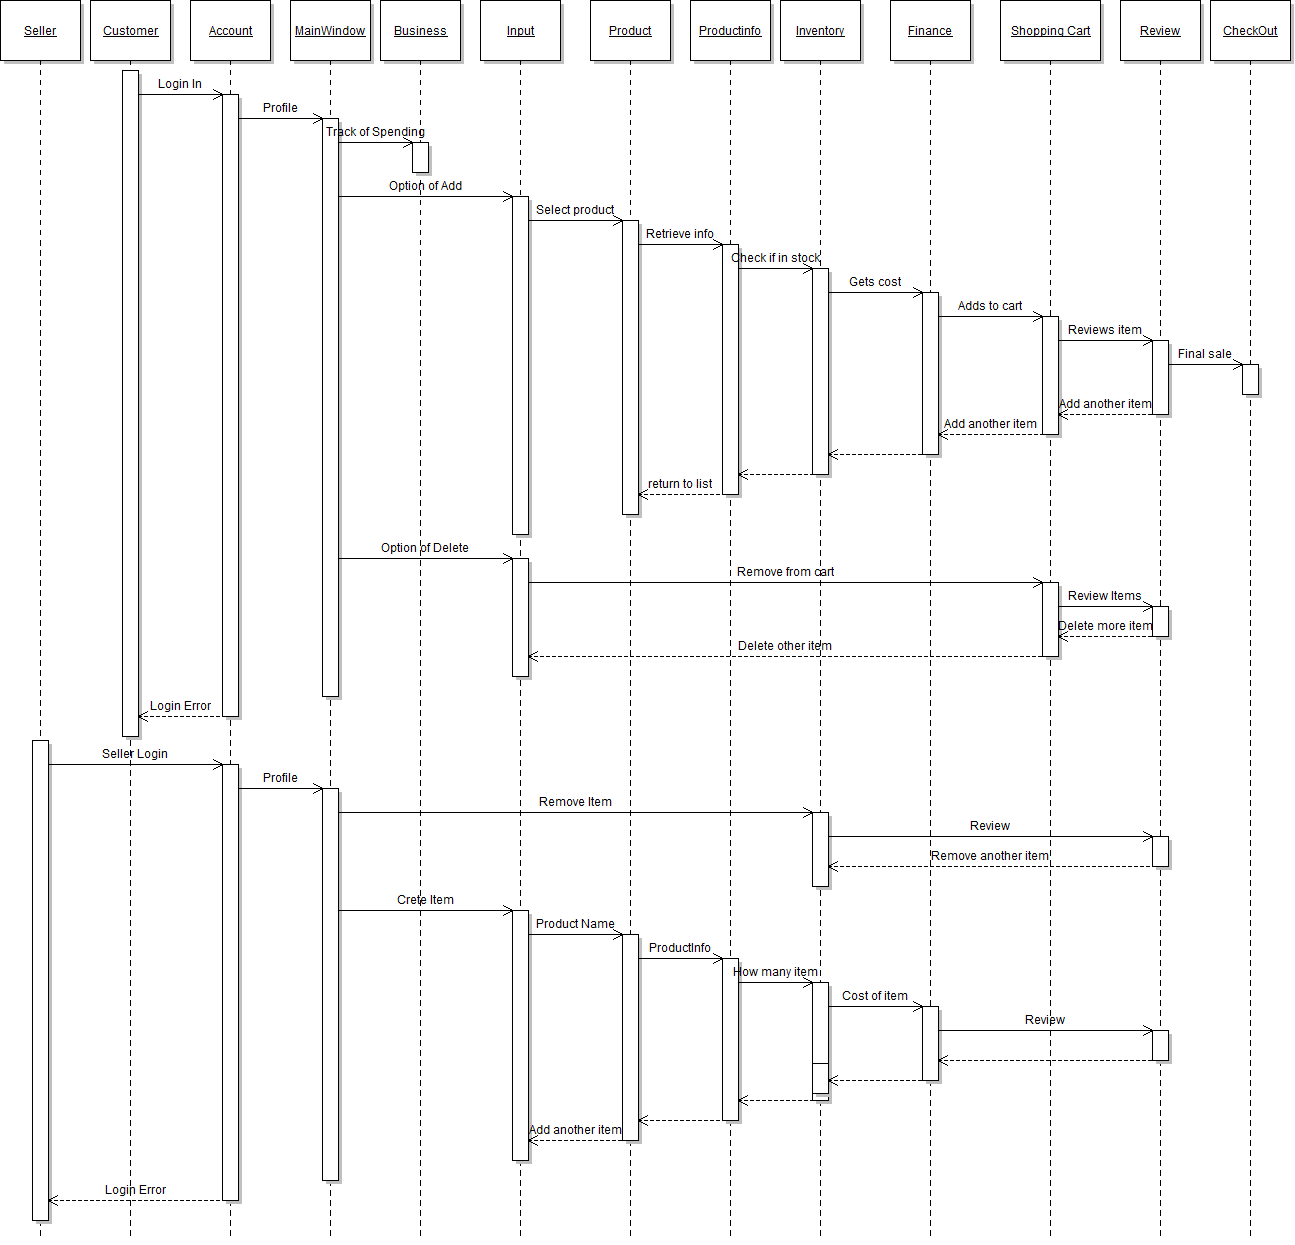 Seller
Customer
Account
MainWindow
Business
Input
Product
Productinfo
Inventory
Finance
Shopping Cart
Review
CheckOut
Login In
Profile
Track of Spending
Option of Add
Select product
Retrieve info
Check if in stock
Gets cost
Adds to cart
Reviews item
Final sale
Add another item
Add another item
return to list
Option of Delete
Remove from cart
Review Items
Delete more item
Delete other item
Login Error
Seller Login
Profile
Remove Item
Review
Remove another item
Crete Item
Product Name
ProductInfo
How many item
Cost of item
Review
Add another item
Login Error